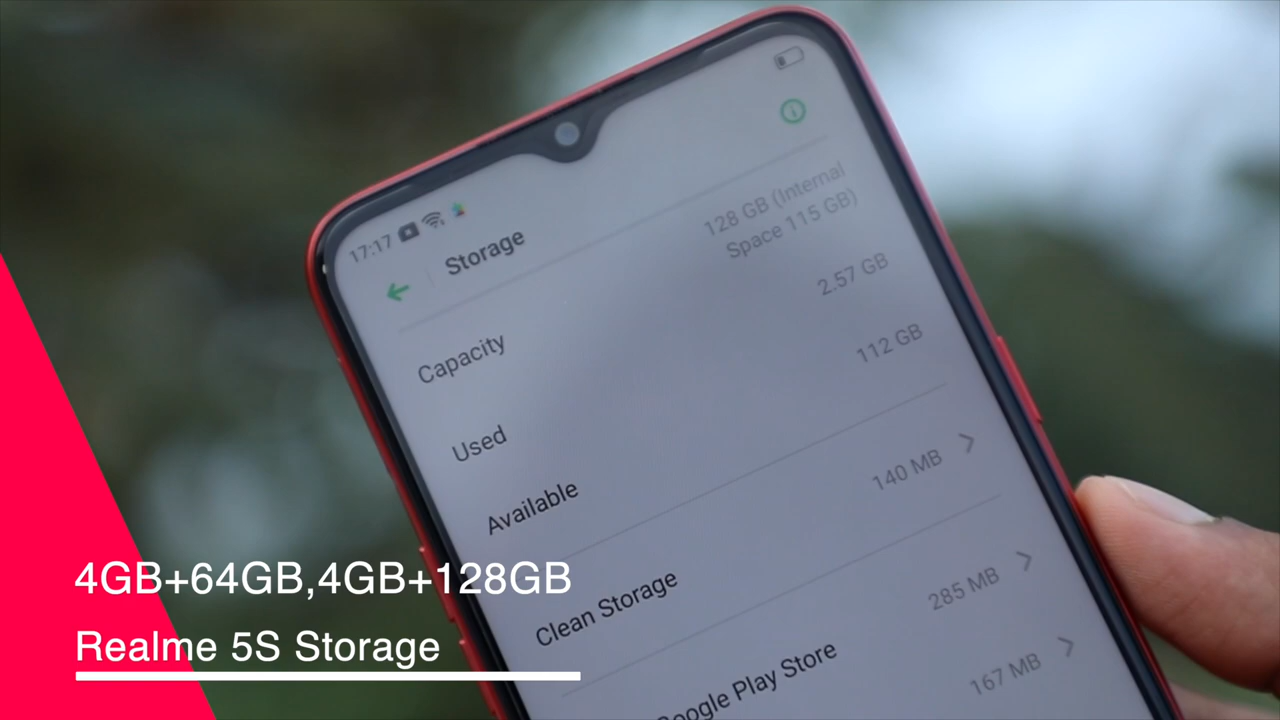 17:17
Storage
Capacity 128 GB (Internal
Space 115 GB)
Used 2.57 GB
Available 112 GB
Clean Storage 140 MB
Google Play Store 285 MB
167 MB
4GB+64GB,4GB+128GB
Realme 5S Storage